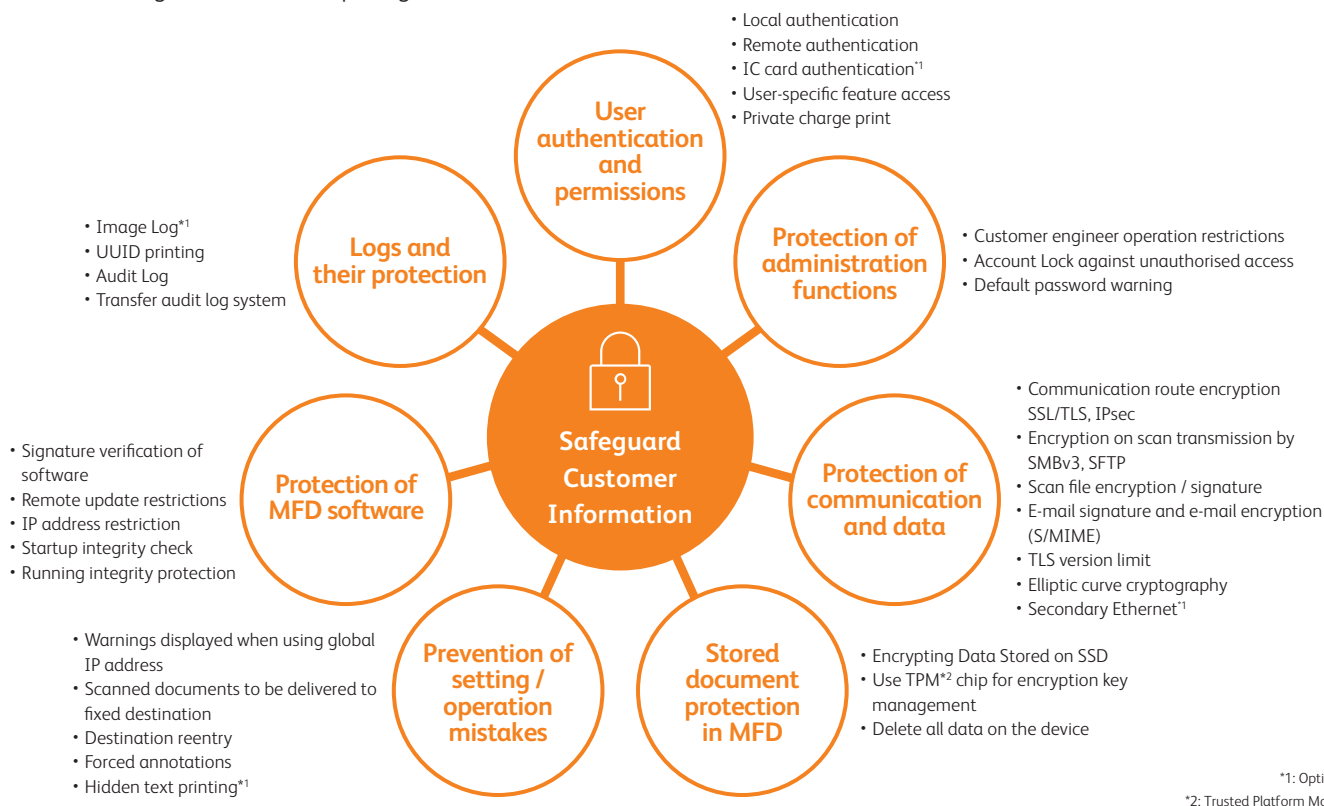 • Local authentication
• Remote authentication
• IC card authentication*1
• User-specific feature access
• Private charge print
User
authentication
and
permissions
• Image Log*1
• UUID printing
• Audit Log
• Transfer audit log system
Logs and
their protection
Protection of
administration
functions
• Customer engineer operation restrictions
• Account Lock against unauthorised access
• Default password warning
Safeguard
Customer
Information
• Signature verification of
software
• Remote update restrictions
• IP address restriction
• Startup integrity check
• Running integrity protection
Protection of
MFD software
Protection of
communication
and data
• Communication route encryption
SSL/TLS, IPsec
• Encryption on scan transmission by
SMBv3, SFTP
• Scan file encryption / signature
• E-mail signature and e-mail encryption
(S/MIME)
• TLS version limit
• Elliptic curve cryptography
• Secondary Ethernet*1
• Warnings displayed when using global
IP address
• Scanned documents to be delivered to
fixed destination
• Destination reentry
• Forced annotations
• Hidden text printing*1
Prevention of
setting /
operation
mistakes
Stored
document
protection
in MFD
• Encrypting Data Stored on SSD
• Use TPM*2 chip for encryption key
management
• Delete all data on the device
*1: Opti
*2: Trusted Platform Mo